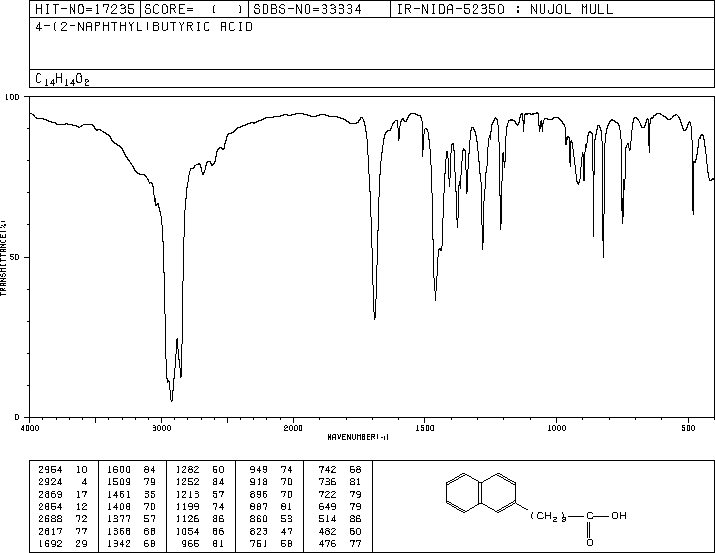 HIT-NO=17235 SCORE= ( ) SDBS-NO=33334 IR-NIDA-52350 : NUJOL MULL
4-(2-NAPHTHYL)BUTYRIC ACID
C14H14O2
100
50
0
TRANSMITTANCE(%)
4000 3000 2000 1500 1000 500
WAVENUMBER(-1)
2954 10 1600 84 1282 50 949 74 742 58
2924 4 1509 79 1252 84 918 70 736 81
2869 17 1461 35 1213 57 896 70 722 79
2854 12 1408 70 1199 74 887 81 649 79
2688 72 1377 57 1126 86 860 53 514 86
2617 77 1368 68 1054 86 823 47 482 60
1692 29 1342 68 966 81 751 58 476 77
(CH2)3 C OH
O